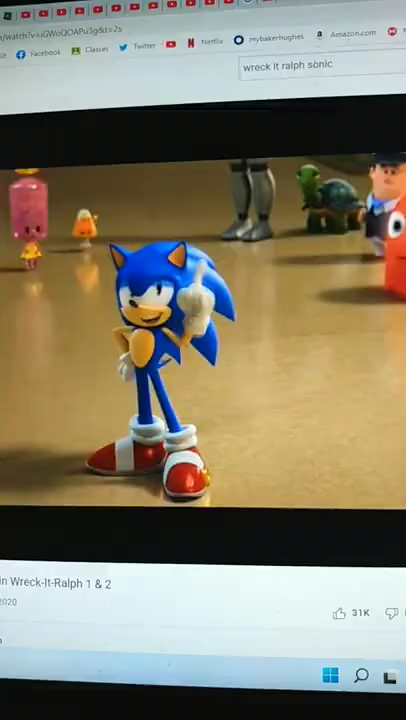 /watch?v=uGWoQOAPu3g&t=2s
Facebook
Classes
Twitter
Netflix
mybakerhughes
Amazon.com
wreck it ralph sonic
In Wreck-It-Ralph 1 & 2
2020
31K